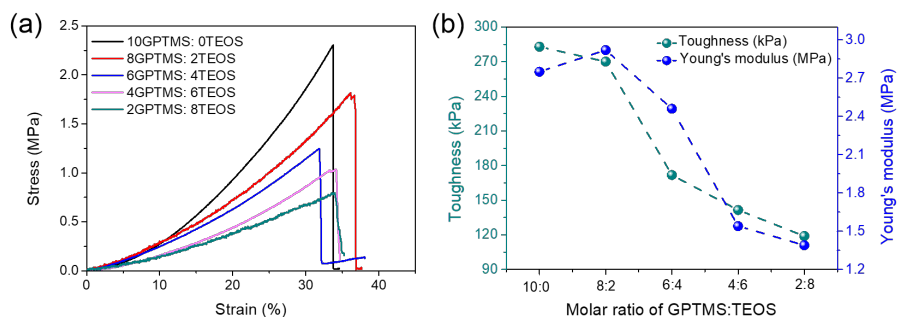 (a)
Stress (MPa)
2.5
2.0
1.5
1.0
0.5
0.0
10GPTMS: 0TEOS
8GPTMS: 2TEOS
6GPTMS: 4TEOS
4GPTMS: 6TEOS
2GPTMS: 8TEOS
0 10 20 30 40
Strain (%)
(b)
Toughness (kPa)
300
270
240
210
180
150
120
90
Toughness (kPa)
Young's modulus (MPa)
3.0
2.7
2.4
2.1
1.8
1.5
1.2
Young's modulus (MPa)
10:0 8:2 6:4 4:6 2:8
Molar ratio of GPTMS:TEOS